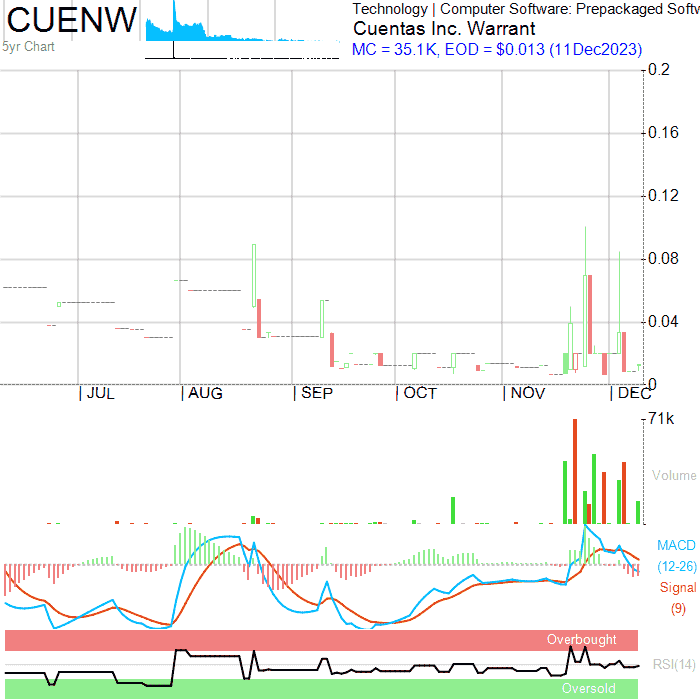 CUENW
5yr Chart
Technology | Computer Software: Prepackaged Softw
Cuentas Inc. Warrant
MC = 35.1K, EOD = $0.013 (11Dec2023)
0.2
0.16
0.12
0.08
0.04
0
| JUL | AUG | SEP | OCT | NOV | DEC
71k
Volume
MACD
(12-26)
Signal
(9)
Overbought
RSI(14)
Oversold